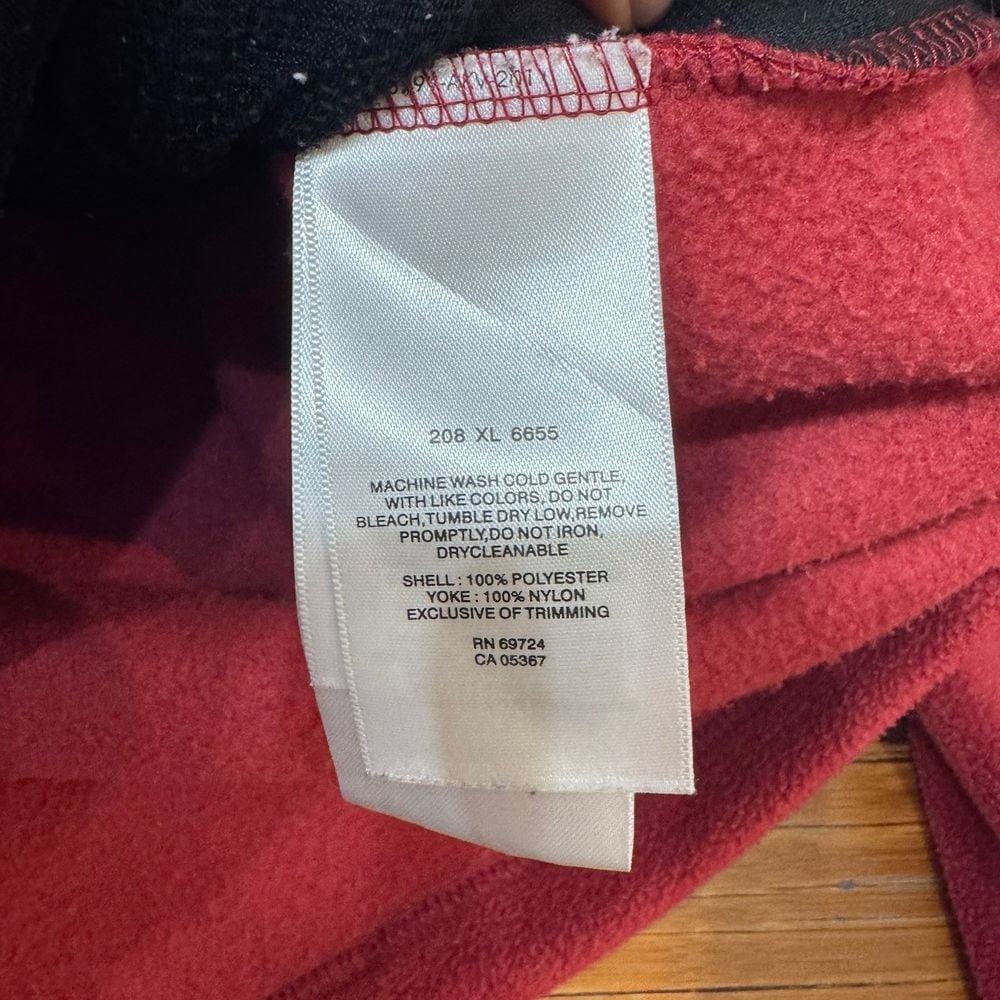 208 XL 6655
MACHINE WASH COLD GENTLE,
WITH LIKE COLORS, DO NOT
BLEACH,TUMBLE DRY LOW,REMOVE
PROMPTLY,DO NOT IRON,
DRYCLEANABLE
SHELL : 100% POLYESTER
YOKE : 100% NYLON
EXCLUSIVE OF TRIMMING
RN 69724
CA 05367